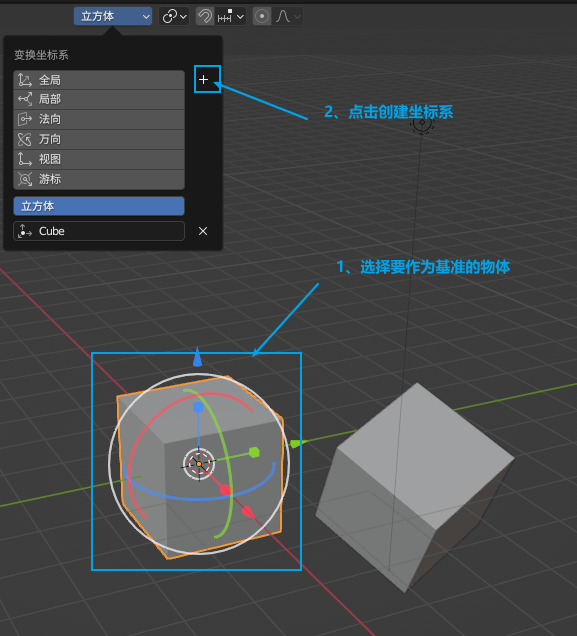 立方体
变换坐标系
全局
局部
法向
万向
视图
游标
立方体
Cube
2、点击创建坐标系
1、选择要作为基准的物体